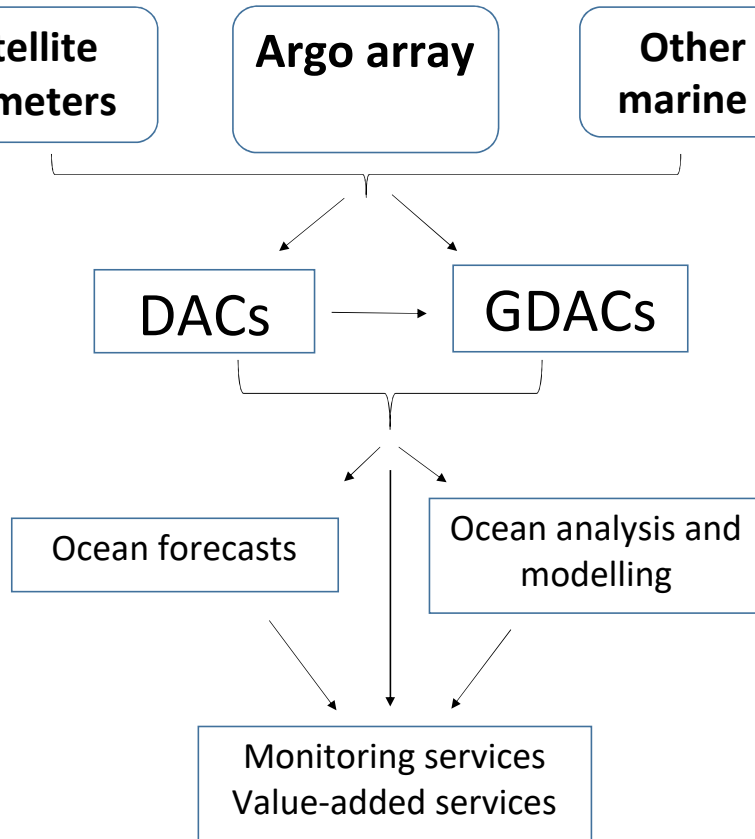 tellite
meters
Argo array
Other
marine
DACs
GDACs
Ocean forecasts
Ocean analysis and
modelling
Monitoring services
Value-added services